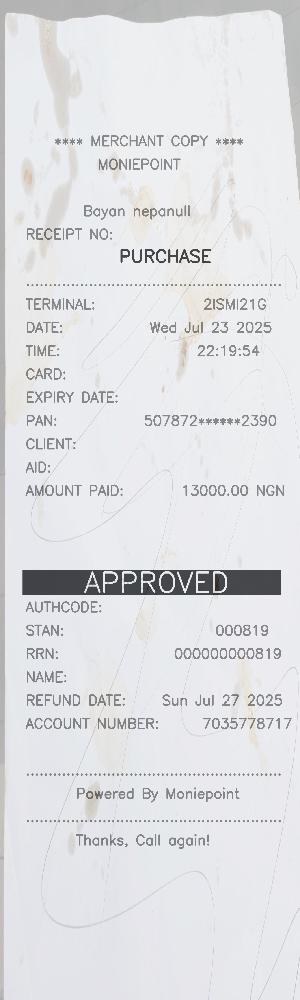 **** MERCHANT COPY ****
MONIEPOINT
Bayan nepanull
RECEIPT NO:
PURCHASE
TERMINAL: 2ISMI21G
DATE: Wed Jul 23 2025
TIME: 22:19:54
CARD:
EXPIRY DATE:
PAN: 507872******2390
CLIENT:
AID:
AMOUNT PAID: 13000.00 NGN
APPROVED
AUTHCODE:
STAN: 000819
RRN: 000000000819
NAME:
REFUND DATE: Sun Jul 27 2025
ACCOUNT NUMBER: 7035778717
Powered By Moniepoint
Thanks, Call again!